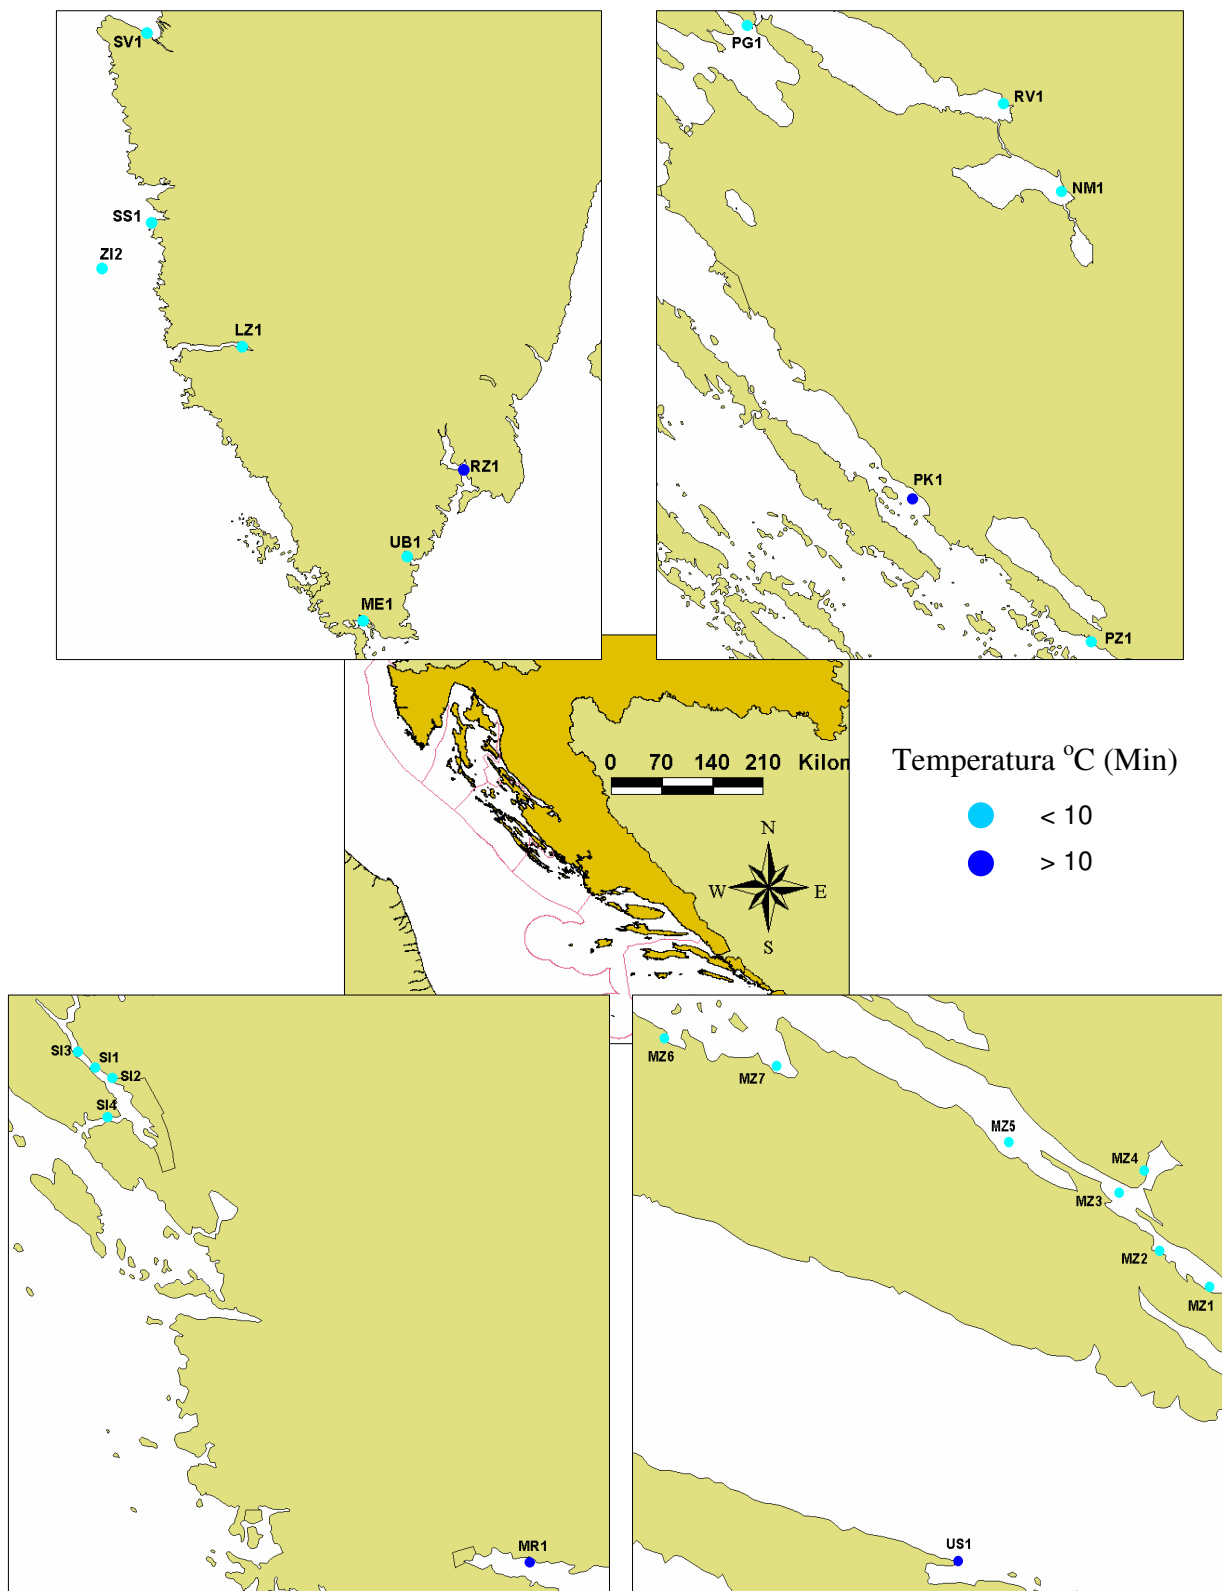 SV1
SS1
ZI2
LZ1
RZ1
UB1
ME1
PG1
RV1
NM1
PK1
PZ1
0 70 140 210 Kilon
N
W E
S
Temperatura °C (Min)
< 10
> 10
SI3
SI1
SI2
SI4
MR1
MZ6
MZ7
MZ5
MZ4
MZ3
MZ2
MZ1
US1